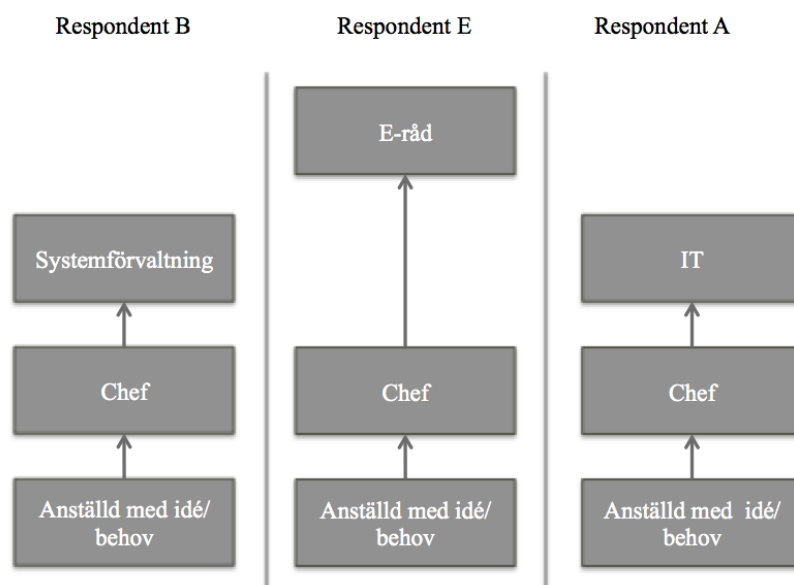 Respondent B
Respondent E
Respondent A
E-råd
Systemförvaltning
IT
Chef
Chef
Chef
Anställd med idé/
behov
Anställd med idé/
behov
Anställd med idé/
behov